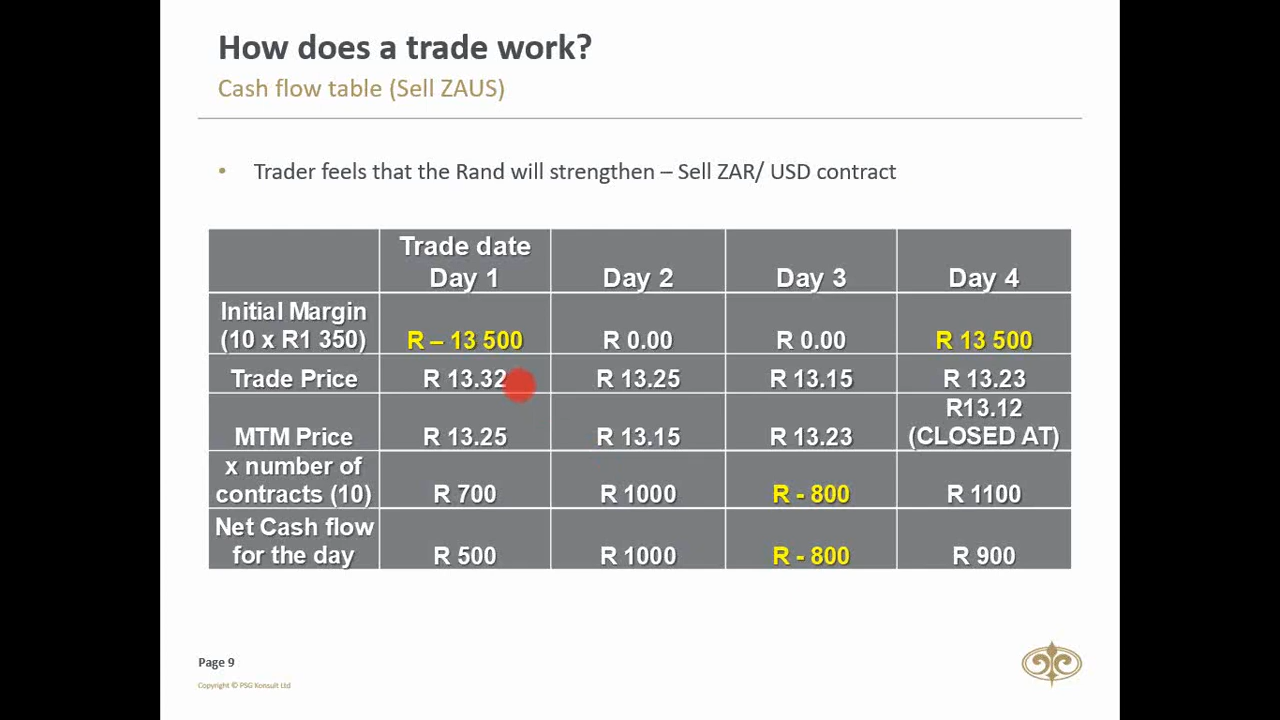 How does a trade work?
Cash flow table (Sell ZAUS)
• Trader feels that the Rand will strengthen – Sell ZAR/ USD contract
Trade date
Day 1 Day 2 Day 3 Day 4
Initial Margin
(10 x R1 350) R – 13 500 R 0.00 R 0.00 R 13 500
Trade Price R 13.32 R 13.25 R 13.15 R 13.23
R13.12
MTM Price R 13.25 R 13.15 R 13.23 (CLOSED AT)
x number of
contracts (10) R 700 R 1000 R - 800 R 1100
Net Cash flow
for the day R 500 R 1000 R - 800 R 900
Page 9
Copyright © PSG Konsult Ltd